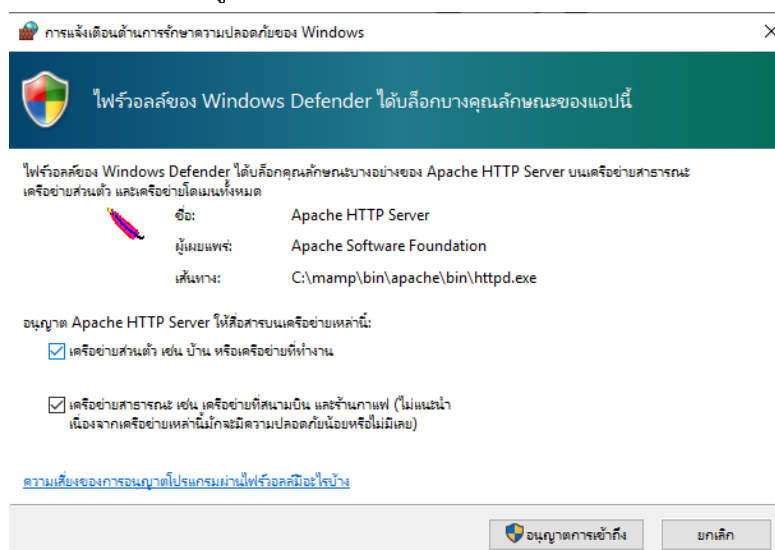 การแจ้งเตือนด้านการรักษาความปลอดภัยของ Windows
ไฟร์วอลล์ของ Windows Defender ได้บล็อกบางคุณลักษณะของแอปนี้
ไฟร์วอลล์ของ Windows Defender ได้บล็อกคุณลักษณะบางอย่างของ Apache HTTP Server บนเครือข่ายสาธารณะ
เครือข่ายส่วนตัว และเครือข่ายโดเมนทั้งหมด
ชื่อ: Apache HTTP Server
ผู้เผยแพร่: Apache Software Foundation
เส้นทาง: C:\mamp\bin\apache\bin\httpd.exe
อนุญาต Apache HTTP Server ให้สื่อสารบนเครือข่ายเหล่านี้:
เครือข่ายส่วนตัว เช่น บ้าน หรือเครือข่ายที่ทำงาน
เครือข่ายสาธารณะ เช่น เครือข่ายที่สนามบิน และร้านกาแฟ (ไม่แนะนำ
เนื่องจากเครือข่ายเหล่านี้มักจะมีความปลอดภัยน้อยหรือไม่มีเลย)
ความเสี่ยงของการอนุญาตโปรแกรมผ่านไฟร์วอลล์มีอะไรบ้าง
อนุญาตการเข้าถึง ยกเลิก